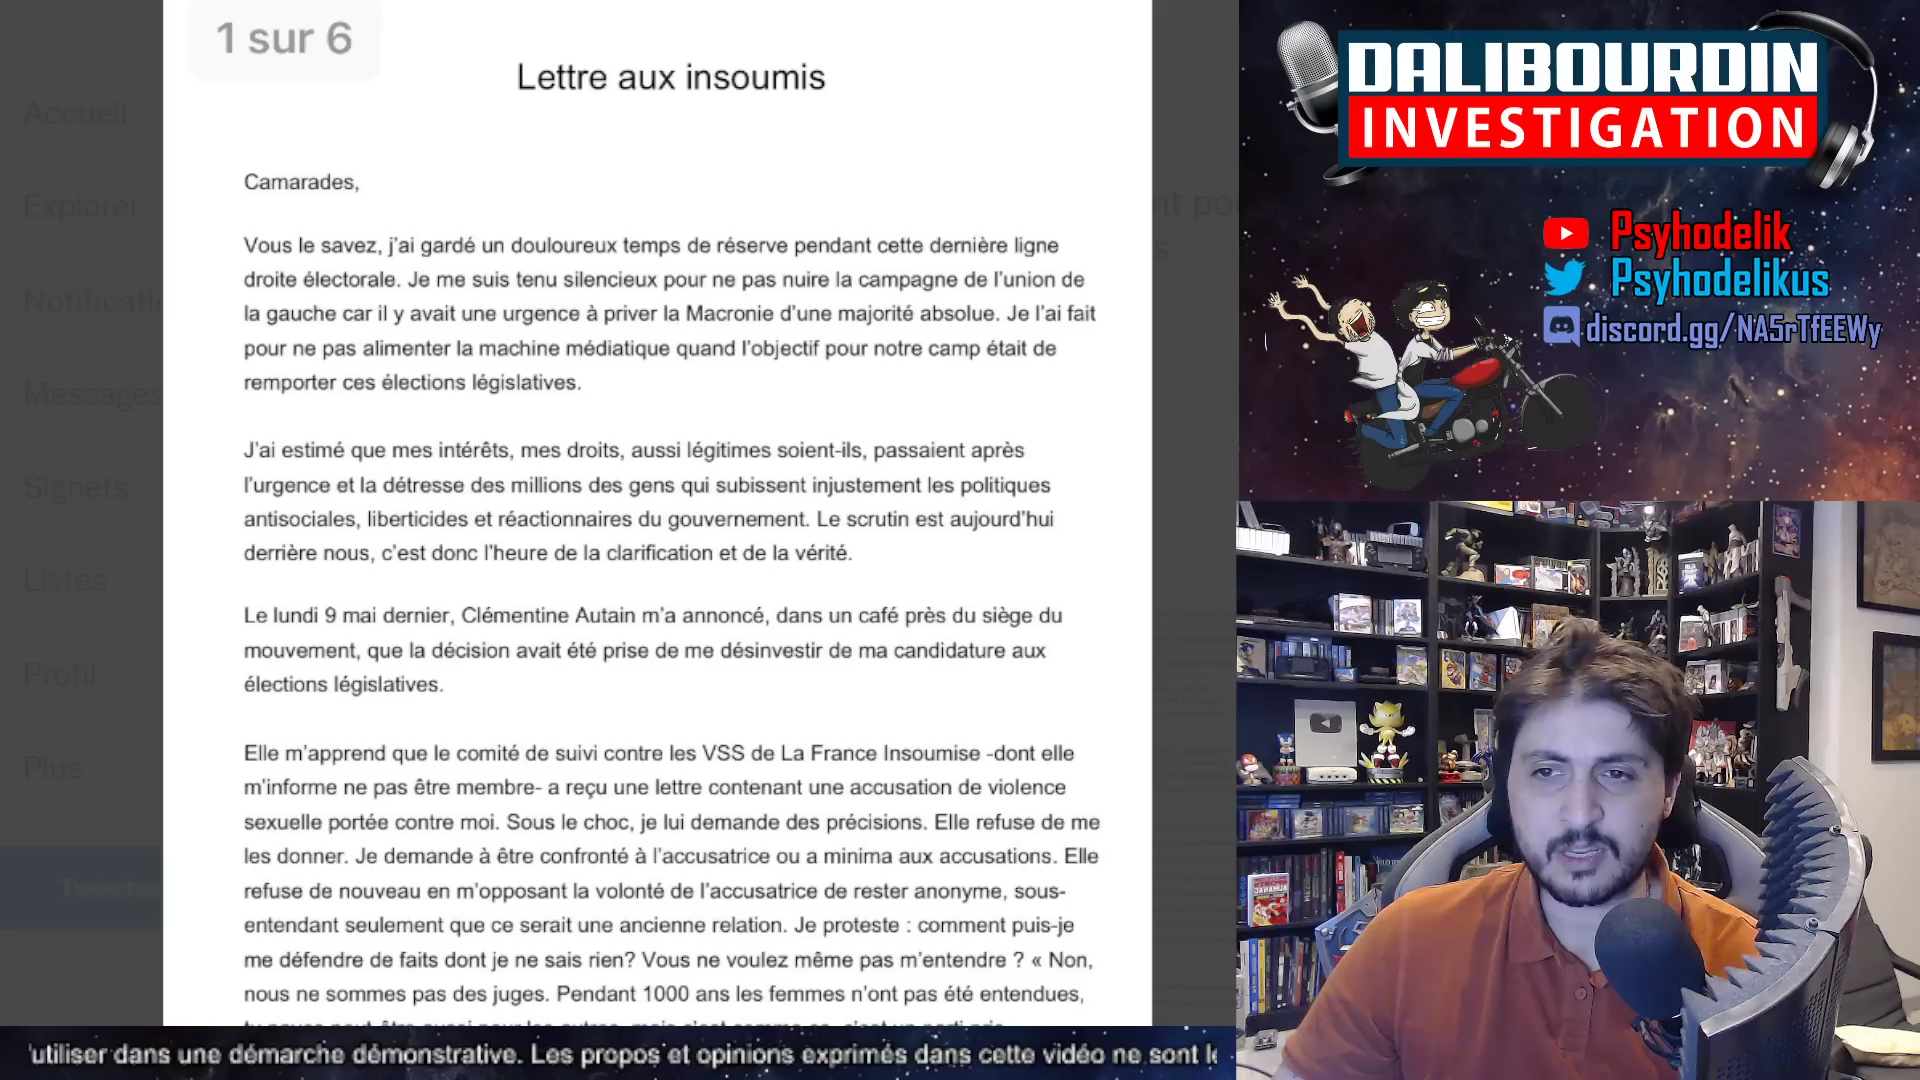 1 sur 6
Lettre aux insoumis
Camarades,
Vous le savez, j'ai gardé un douloureux temps de réserve pendant cette dernière ligne
droite électorale. Je me suis tenu silencieux pour ne pas nuire la campagne de l'union de
la gauche car il y avait une urgence à priver la Macronie d'une majorité absolue. Je l'ai fait
pour ne pas alimenter la machine médiatique quand l'objectif pour notre camp était de
remporter ces élections législatives.
J'ai estimé que mes intérêts, mes droits, aussi légitimes soient-ils, passaient après
l'urgence et la détresse des millions des gens qui subissent injustement les politiques
antisociales, liberticides et réactionnaires du gouvernement. Le scrutin est aujourd'hui
derrière nous, c'est donc l'heure de la clarification et de la vérité.
Le lundi 9 mai dernier, Clémentine Autain m'a annoncé, dans un café près du siège du
mouvement, que la décision avait été prise de me désinvestir de ma candidature aux
élections législatives.
Elle m'apprend que le comité de suivi contre les VSS de La France Insoumise -dont elle
m'informe ne pas être membre- a reçu une lettre contenant une accusation de violence
sexuelle portée contre moi. Sous le choc, je lui demande des précisions. Elle refuse de me
les donner. Je demande à être confronté à l'accusatrice ou a minima aux accusations. Elle
refuse de nouveau en m'opposant la volonté de l'accusatrice de rester anonyme, sous-
entendant seulement que ce serait une ancienne relation. Je proteste : comment puis-je
me défendre de faits dont je ne sais rien? Vous ne voulez même pas m'entendre ? « Non,
nous ne sommes pas des juges. Pendant 1000 ans les femmes n'ont pas été entendues,
Accueil
Explorer
Notificati
Messages
Signets
Listes
Profil
Plus
nt po
s
DALIBOURDIN
INVESTIGATION
Psyhodelik
Psyhodelikus
discord.gg/NA5rTfEEWy
'utiliser dans une démarche démonstrative. Les propos et opinions exprimés dans cette vidéo ne sont l